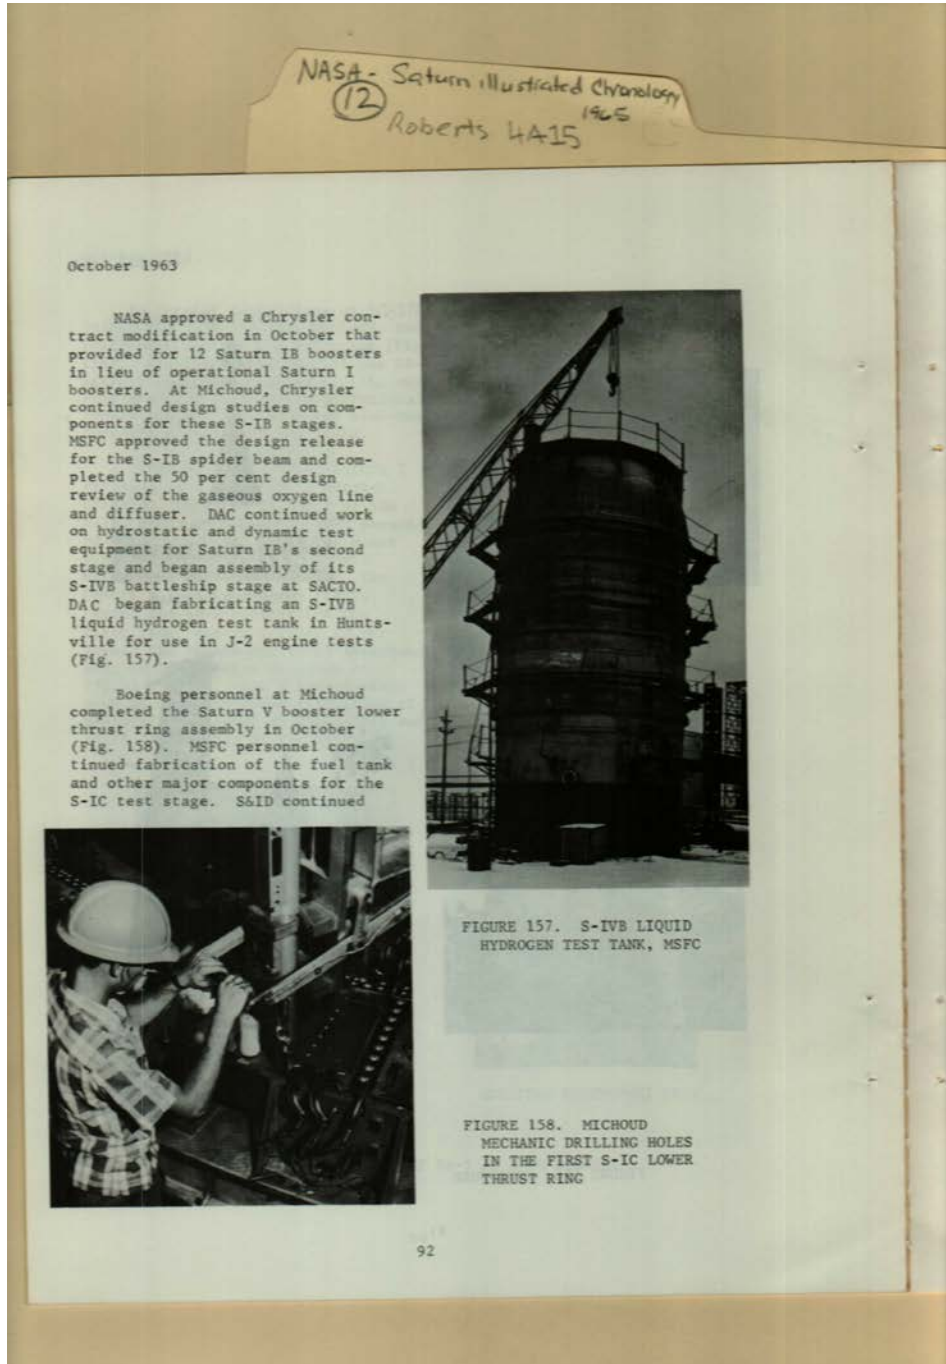 NASA - Saturn illustrated Chronology
12
1965
Roberts 4A15
October 1963
NASA approved a Chrysler con-
tract modification in October that
provided for 12 Saturn IB boosters
in lieu of operational Saturn I
boosters. At Michoud, Chrysler
continued design studies on com-
ponents for these S-IB stages.
MSFC approved the design release
for the S-IB spider beam and com-
pleted the 50 per cent design
review of the gaseous oxygen line
and diffuser. DAC continued work
on hydrostatic and dynamic test
equipment for Saturn IB's second
stage and began assembly of its
S-IVB battleship stage at SACTO.
DAC began fabricating an S-IVB
liquid hydrogen test tank in Hunts-
ville for use in J-2 engine tests
(Fig. 157).
Boeing personnel at Michoud
completed the Saturn V booster lower
thrust ring assembly in October
(Fig. 158). MSFC personnel con-
tinued fabrication of the fuel tank
and other major components for the
S-IC test stage. S&ID continued
FIGURE 157. S-IVB LIQUID
HYDROGEN TEST TANK, MSFC
FIGURE 158. MICHOUD
MECHANIC DRILLING HOLES
IN THE FIRST S-IC LOWER
THRUST RING
92